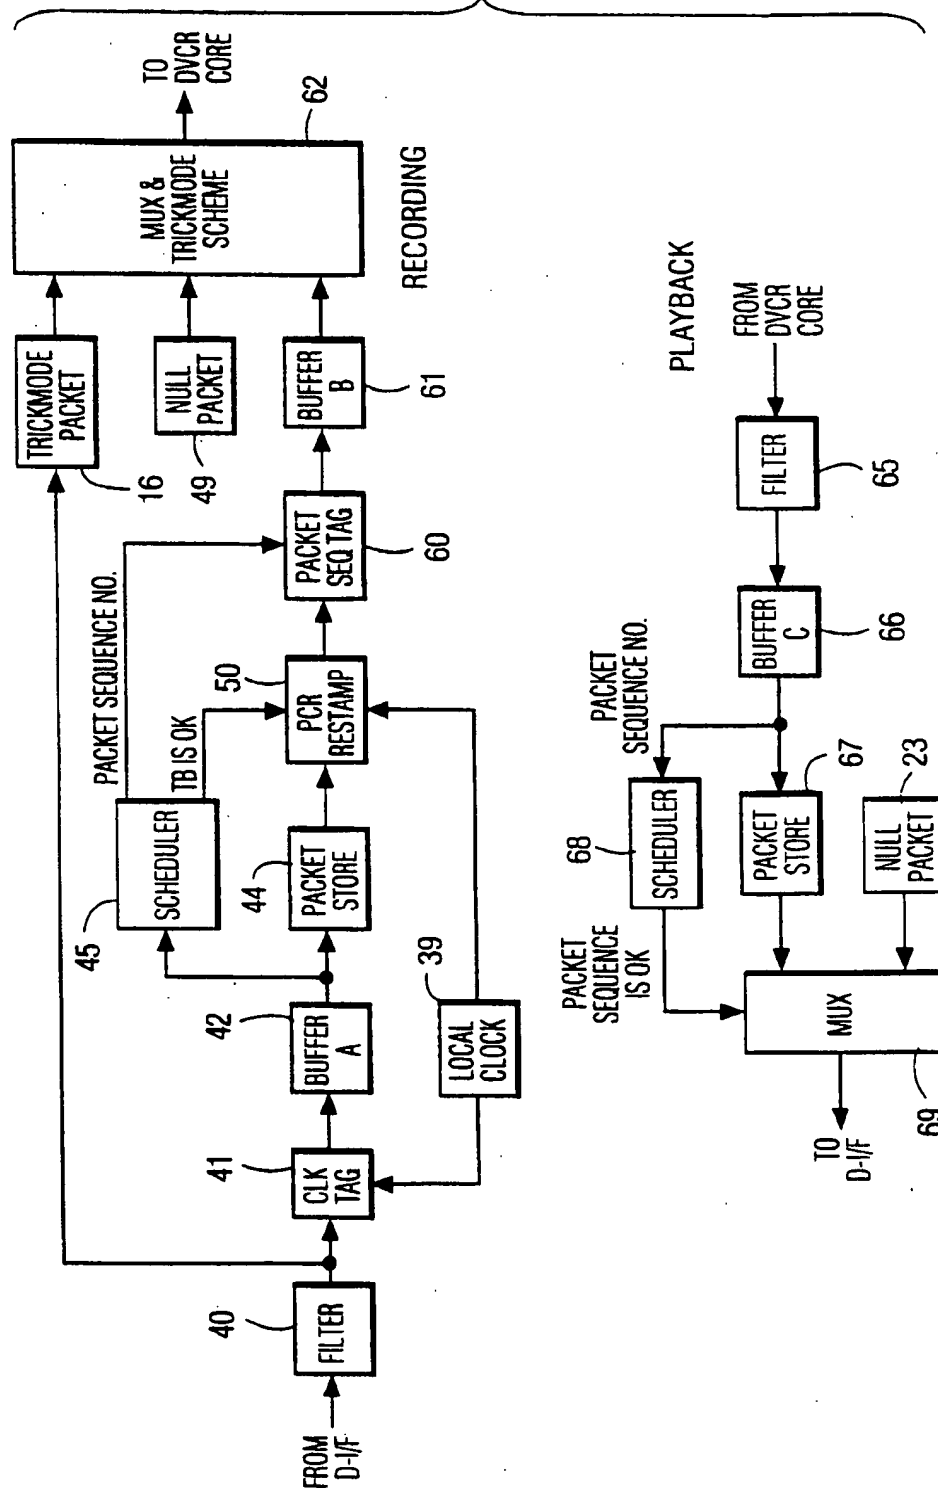 FROM
D-I/F
FILTER
40
CLK
TAG
41
BUFFER
A
42
LOCAL
CLOCK
39
SCHEDULER
45
PACKET
STORE
44
PACKET SEQUENCE NO.
TB IS OK
PCR
RESTAMP
50
PACKET
SEQ TAG
60
BUFFER
B
61
TRICKMODE
PACKET
16
NULL
PACKET
49
MUX &
TRICKMODE
SCHEME
62
TO
DVCR
CORE
RECORDING
PLAYBACK
FROM
DVCR
CORE
FILTER
65
BUFFER
C
66
PACKET
SEQUENCE NO.
SCHEDULER
68
PACKET
STORE
67
NULL
PACKET
23
PACKET
SEQUENCE
IS OK
MUX
69
TO
D-I/F